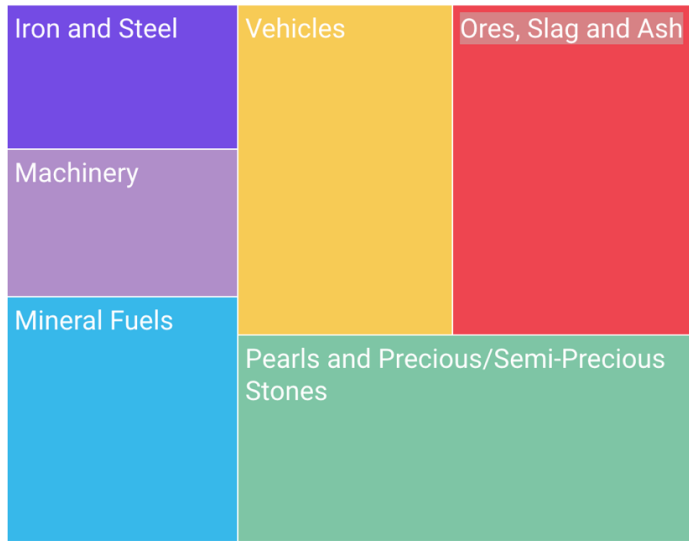 Iron and Steel
Vehicles
Ores, Slag and Ash
Machinery
Mineral Fuels
Pearls and Precious/Semi-Precious
Stones